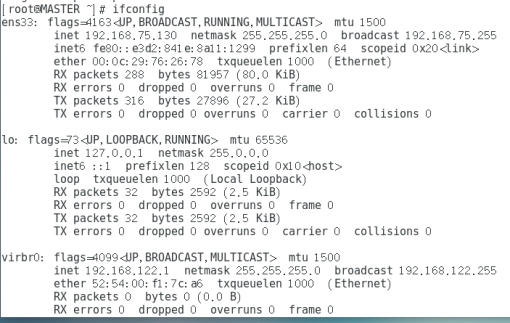 [root@MASTER ~]# ifconfig
ens33: flags=4163<UP,BROADCAST,RUNNING,MULTICAST>  mtu 1500
        inet 192.168.75.130  netmask 255.255.255.0  broadcast 192.168.75.255
        inet6 fe80::e3d2:841e:8a11:1299  prefixlen 64  scopeid 0x20<link>
        ether 00:0c:29:76:26:78  txqueuelen 1000  (Ethernet)
        RX packets 288  bytes 81957 (80.0 KiB)
        RX errors 0  dropped 0  overruns 0  frame 0
        TX packets 316  bytes 27896 (27.2 KiB)
        TX errors 0  dropped 0 overruns 0  carrier 0  collisions 0

lo: flags=73<UP,LOOPBACK,RUNNING>  mtu 65536
        inet 127.0.0.1  netmask 255.0.0.0
        inet6 ::1  prefixlen 128  scopeid 0x10<host>
        loop  txqueuelen 1000  (Local Loopback)
        RX packets 32  bytes 2592 (2.5 KiB)
        RX errors 0  dropped 0  overruns 0  frame 0
        TX packets 32  bytes 2592 (2.5 KiB)
        TX errors 0  dropped 0 overruns 0  carrier 0  collisions 0

virbr0: flags=4099<UP,BROADCAST,MULTICAST>  mtu 1500
        inet 192.168.122.1  netmask 255.255.255.0  broadcast 192.168.122.255
        ether 52:54:00:f1:7c:a6  txqueuelen 1000  (Ethernet)
        RX packets 0  bytes 0 (0.0 B)
        RX errors 0  dropped 0  overruns 0  frame 0